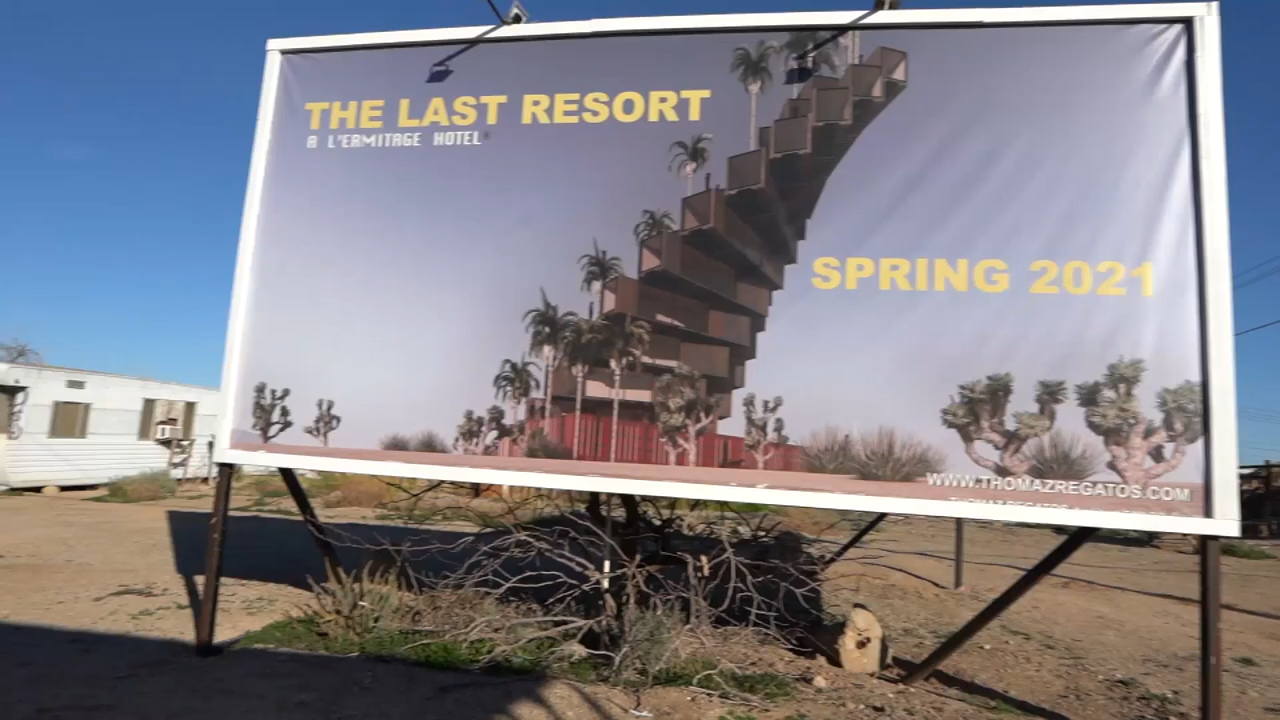 THE LAST RESORT
A L'ERMITAGE HOTEL
SPRING 2021
WWW.THOMAZREGATOS.COM